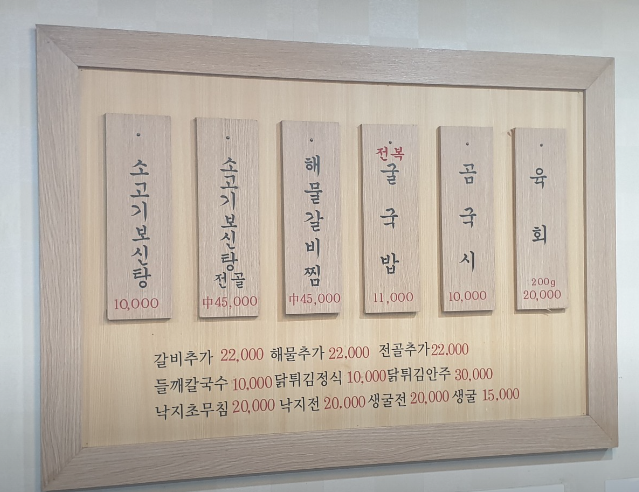 소고기보신탕
10,000
소고기보신탕
전골
中45,000
해물갈비찜
中45,000
전복
굴국밥
11,000
곰국시
10,000
육회
200g
20,000
갈비추가 22,000 해물추가 22.000 전골추가 22,000
들깨칼국수 10,000 닭튀김정식 10,000 닭튀김안주 30,000
낙지초무침 20,000 낙지전 20.000 생굴전 20,000 생굴 15.000